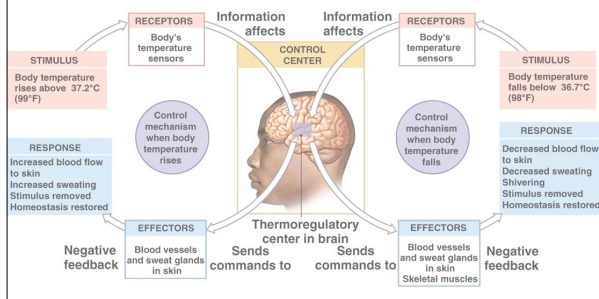 RECEPTORS
Body's
temperature
sensors
Information
affects
Information
affects
RECEPTORS
Body's
temperature
sensors
CONTROL
CENTER
STIMULUS
Body temperature
rises above 37.2°C
(99°F)
STIMULUS
Body temperature
falls below 36.7°C
(98°F)
Control
mechanism
when body
temperature
rises
Control
mechanism
when body
temperature
falls
RESPONSE
Increased blood flow
to skin
Increased sweating
Stimulus removed
Homeostasis restored
RESPONSE
Decreased blood flow
to skin
Decreased sweating
Shivering
Stimulus removed
Homeostasis restored
Thermoregulatory
center in brain
Negative
feedback
EFFECTORS
Blood vessels
and sweat glands
in skin
Sends
commands to
Sends
commands to
EFFECTORS
Blood vessels
and sweat glands
in skin
Skeletal muscles
Negative
feedback